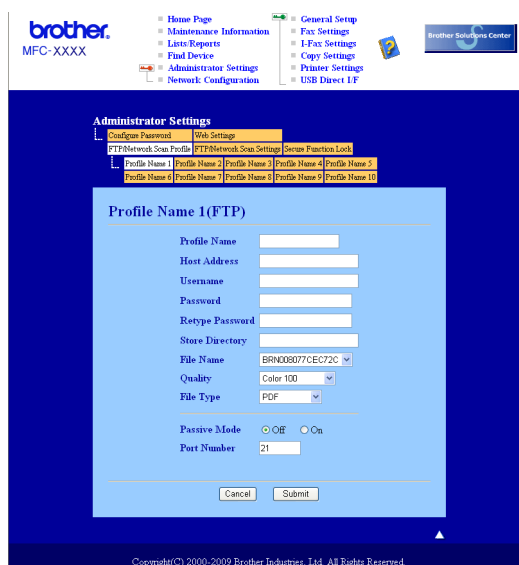 brother.
MFC-XXXX
Home Page
Maintenance Information
Lists/Reports
Find Device
Administrator Settings
Network Configuration
General Setup
Fax Settings
I-Fax Settings
Copy Settings
Printer Settings
USB Direct I/F
Brother Solutions Center
Administrator Settings
Configure Password Web Settings
FTP/Network Scan Profile FTP/Network Scan Settings Secure Function Lock
Profile Name 1 Profile Name 2 Profile Name 3 Profile Name 4 Profile Name 5
Profile Name 6 Profile Name 7 Profile Name 8 Profile Name 9 Profile Name 10
Profile Name 1(FTP)
Profile Name
Host Address
Username
Password
Retype Password
Store Directory
File Name BRN008077CEC72C
Quality Color 100
File Type PDF
Passive Mode Off On
Port Number 21
Cancel Submit
Copyright(C) 2000-2009 Brother Industries, Ltd. All Rights Reserved.